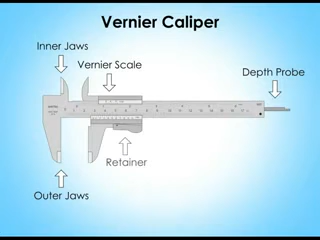 Vernier Caliper
Inner Jaws
Vernier Scale
Depth Probe
Retainer
Outer Jaws